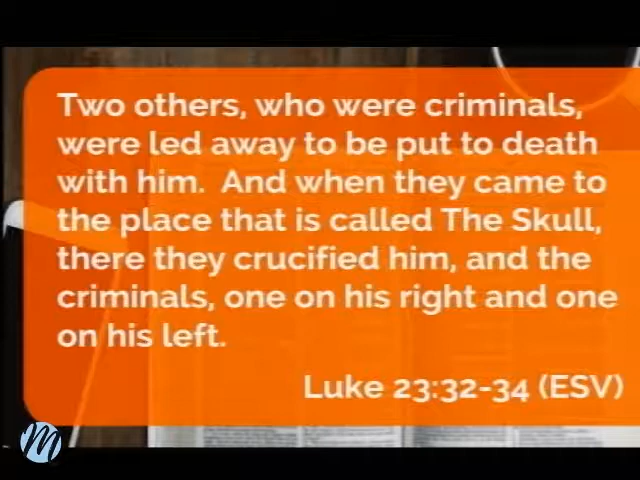 Two others, who were criminals,
were led away to be put to death
with him. And when they came to
the place that is called The Skull,
there they crucified him, and the
criminals, one on his right and one
on his left.
Luke 23:32-34 (ESV)
M